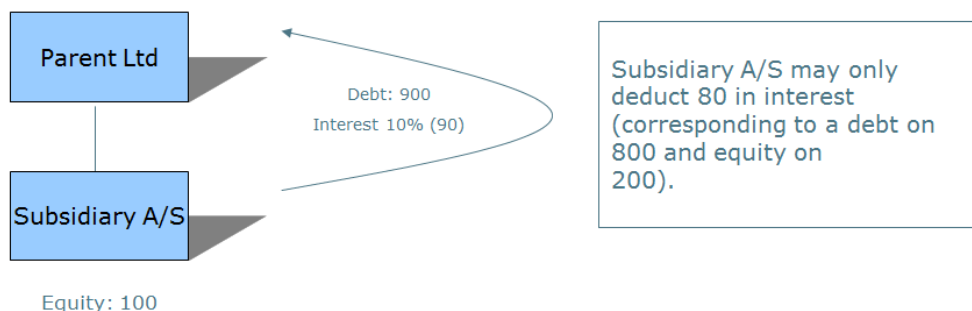 Parent Ltd
Debt: 900
Interest 10% (90)
Subsidiary A/S
Equity: 100
Subsidiary A/S may only
deduct 80 in interest
(corresponding to a debt on
800 and equity on
200).